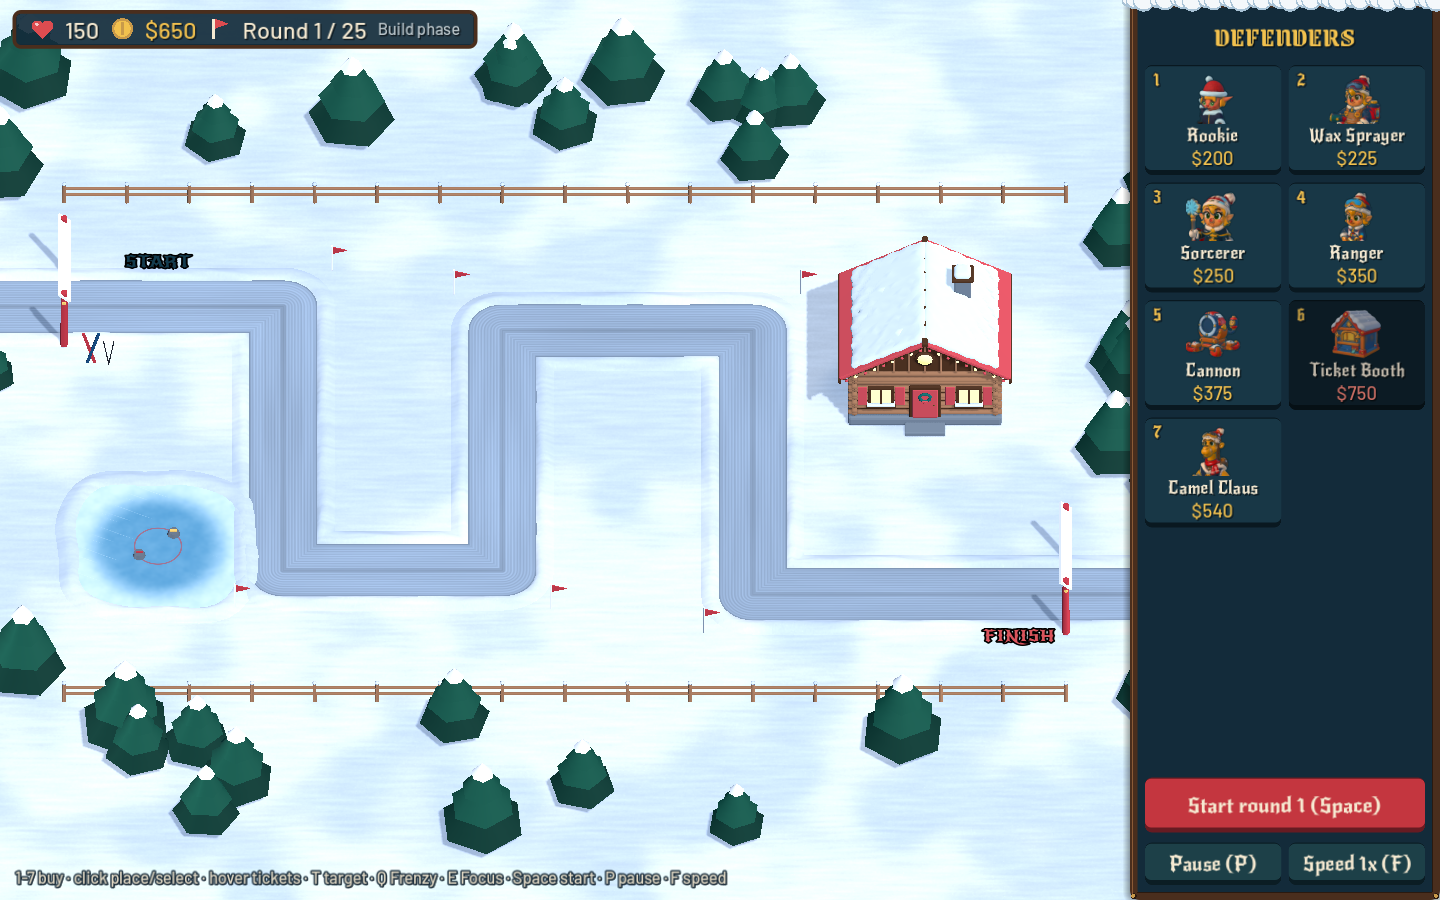 150 $650 Round 1 / 25 Build phase
DEFENDERS
1 2
Rookie Wax Sprayer
$200 $225
3 4
Sorcerer Ranger
$250 $350
5 6
Cannon Ticket Booth
$375 $750
7
Camel Claus
$540
START
FINISH
Start round 1 (Space)
Pause (P) Speed 1x (F)
1-7 buy · click place/select · hover tickets · T target · Q Frenzy · E Focus · Space start · P pause · F speed